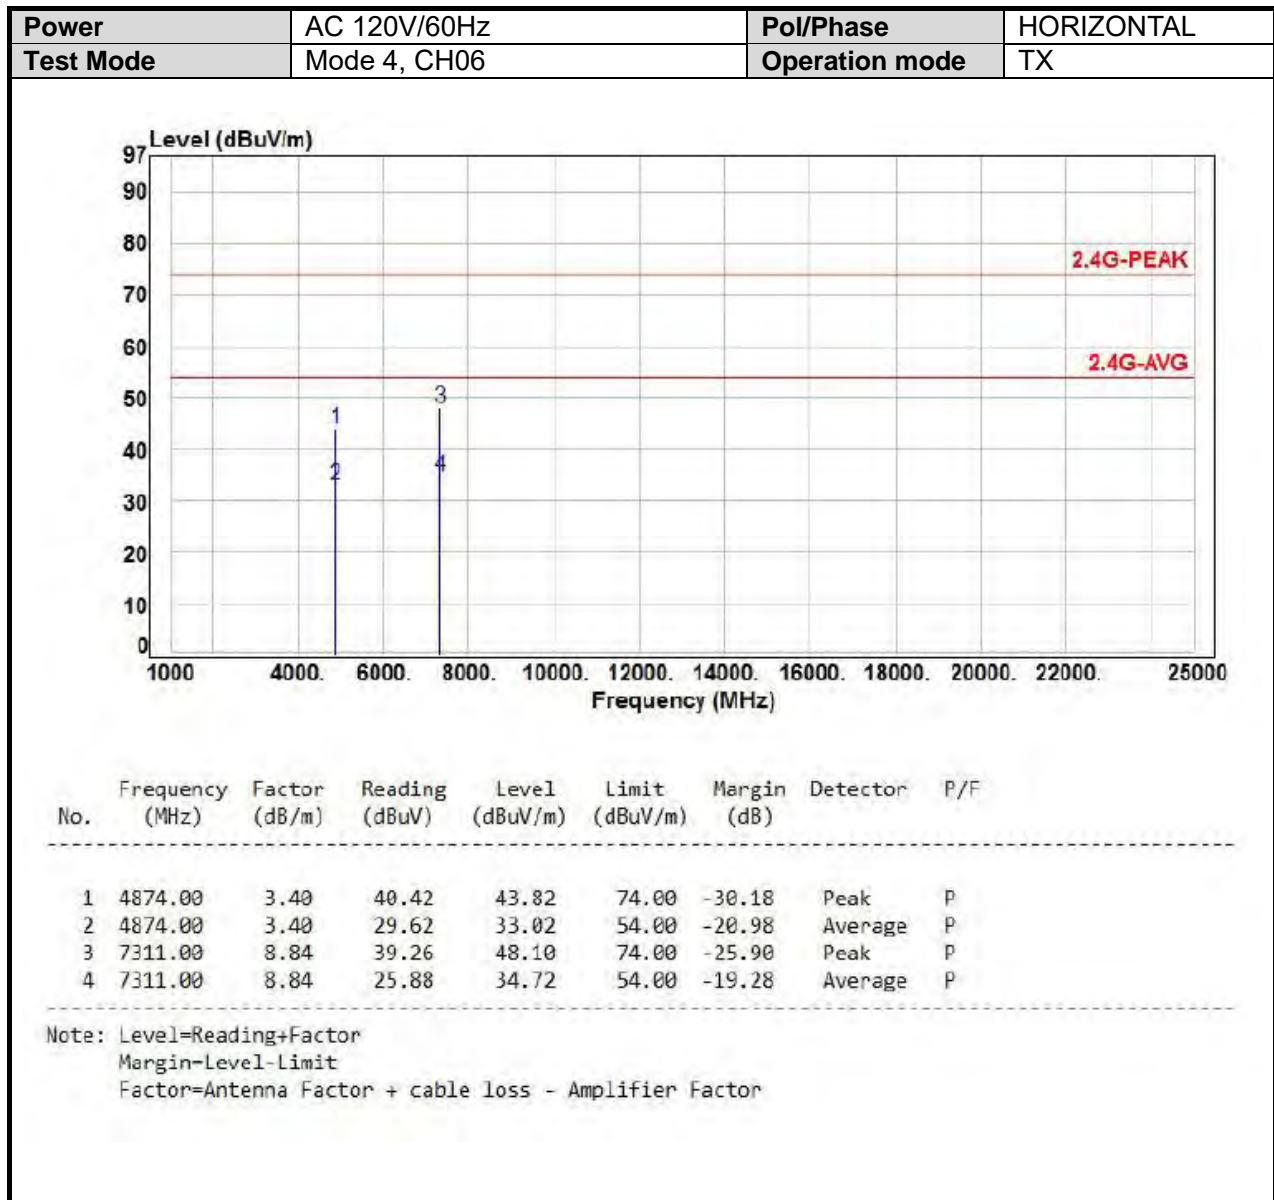 Power AC 120V/60Hz Pol/Phase HORIZONTAL
Test Mode Mode 4, CH06 Operation mode TX
Level (dBuV/m)
97
90
80
2.4G-PEAK
70
60
2.4G-AVG
50
3
1
40
4
2
30
20
10
0
1000 4000. 6000. 8000. 10000. 12000. 14000. 16000. 18000. 20000. 22000. 25000
Frequency (MHz)
Frequency Factor Reading Level Limit Margin Detector P/F
No. (MHz) (dB/m) (dBuV) (dBuV/m) (dBuV/m) (dB)
1 4874.00 3.40 40.42 43.82 74.00 -30.18 Peak P
2 4874.00 3.40 29.62 33.02 54.00 -20.98 Average P
3 7311.00 8.84 39.26 48.10 74.00 -25.90 Peak P
4 7311.00 8.84 25.88 34.72 54.00 -19.28 Average P
Note: Level=Reading+Factor
Margin=Level-Limit
Factor=Antenna Factor + cable loss - Amplifier Factor